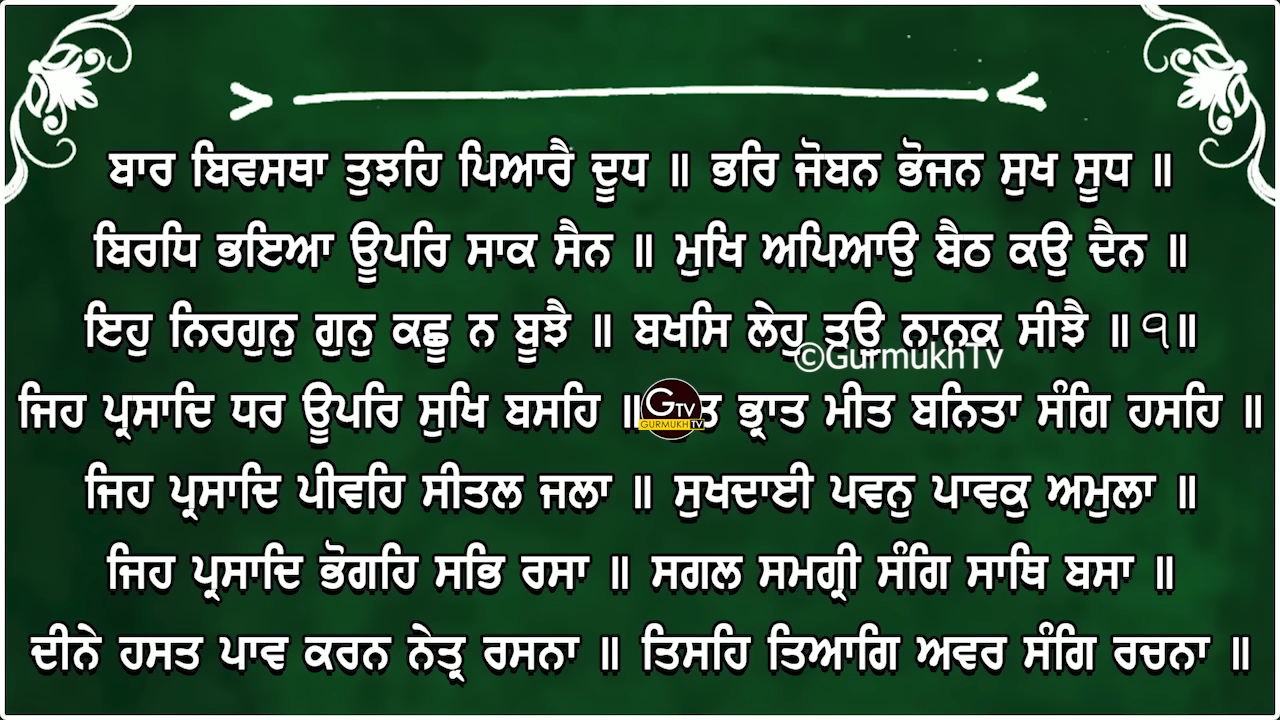 ਬਾਰ ਬਿਵਸਥਾ ਤੁਝਹਿ ਪਿਆਰੈ ਦੂਧ ॥ ਭਰਿ ਜੋਬਨ ਭੋਜਨ ਸੁਖ ਸੂਧ ॥
ਬਿਰਧਿ ਭਇਆ ਊਪਰਿ ਸਾਕ ਸੈਨ ॥ ਮੁਖਿ ਅਪਿਆਉ ਬੈਠ ਕਉ ਦੈਨ ॥
ਇਹੁ ਨਿਰਗੁਨੁ ਗੁਨੁ ਕਛੂ ਨ ਬੂਝੈ ॥ ਬਖਸਿ ਲੇਹੁ ਤਉ ਨਾਨਕ ਸੀਝੈ ॥੧॥
©GurmukhTv
ਜਿਹ ਪ੍ਰਸਾਦਿ ਧਰ ਊਪਰਿ ਸੁਖਿ ਬਸਹਿ ॥ ਭ੍ਰਾਤ ਮੀਤ ਬਨਿਤਾ ਸੰਗਿ ਹਸਹਿ ॥
GTV
GURMUKH TV
ਜਿਹ ਪ੍ਰਸਾਦਿ ਪੀਵਹਿ ਸੀਤਲ ਜਲਾ ॥ ਸੁਖਦਾਈ ਪਵਨੁ ਪਾਵਕੁ ਅਮੁਲਾ ॥
ਜਿਹ ਪ੍ਰਸਾਦਿ ਭੋਗਹਿ ਸਭਿ ਰਸਾ ॥ ਸਗਲ ਸਮਗ੍ਰੀ ਸੰਗਿ ਸਾਥਿ ਬਸਾ ॥
ਦੀਨੇ ਹਸਤ ਪਾਵ ਕਰਨ ਨੇਤ੍ਰ ਰਸਨਾ ॥ ਤਿਸਹਿ ਤਿਆਗਿ ਅਵਰ ਸੰਗਿ ਰਚਨਾ ॥